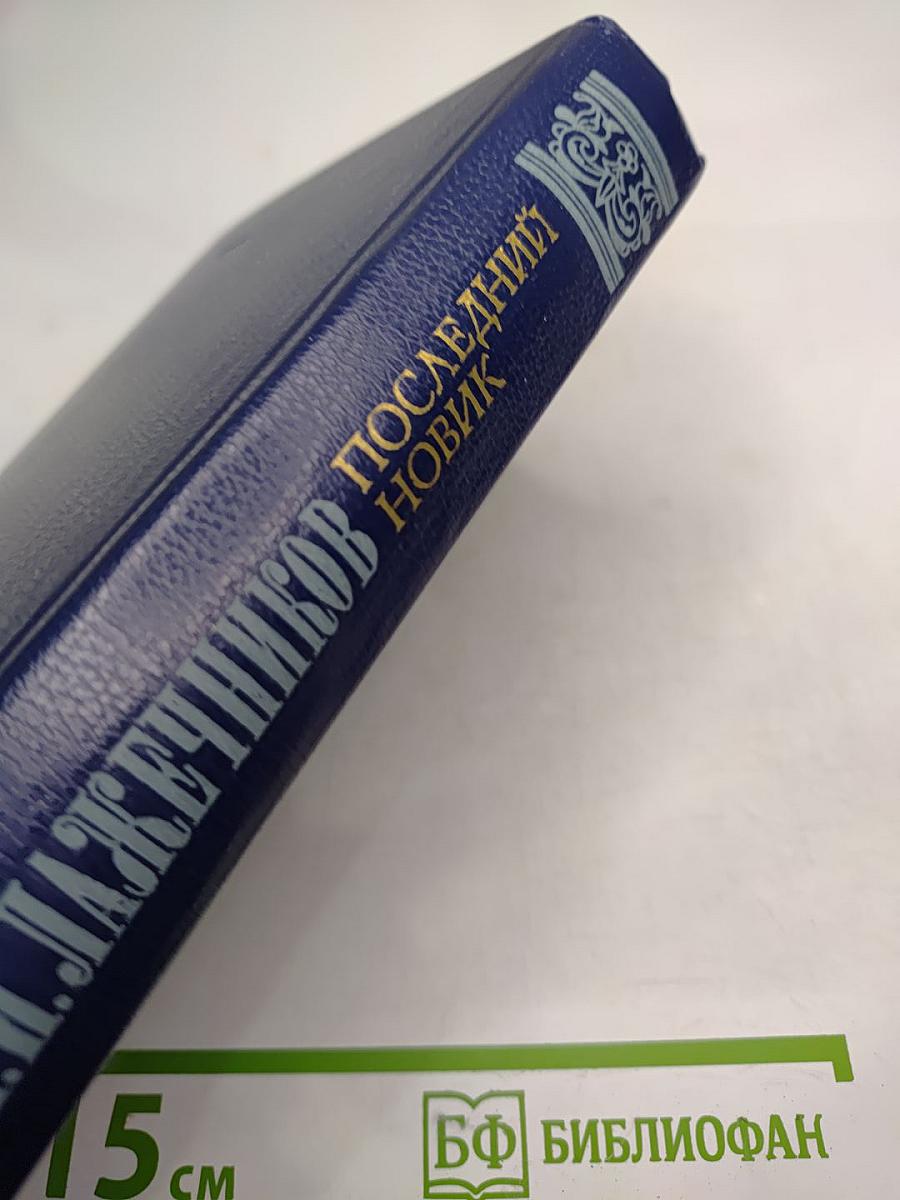 .И. ЛАЖЕЧНИКОВ
ПОСЛЕДНИЙ
НОВИК
15 см
БФ БИБЛИОФАН